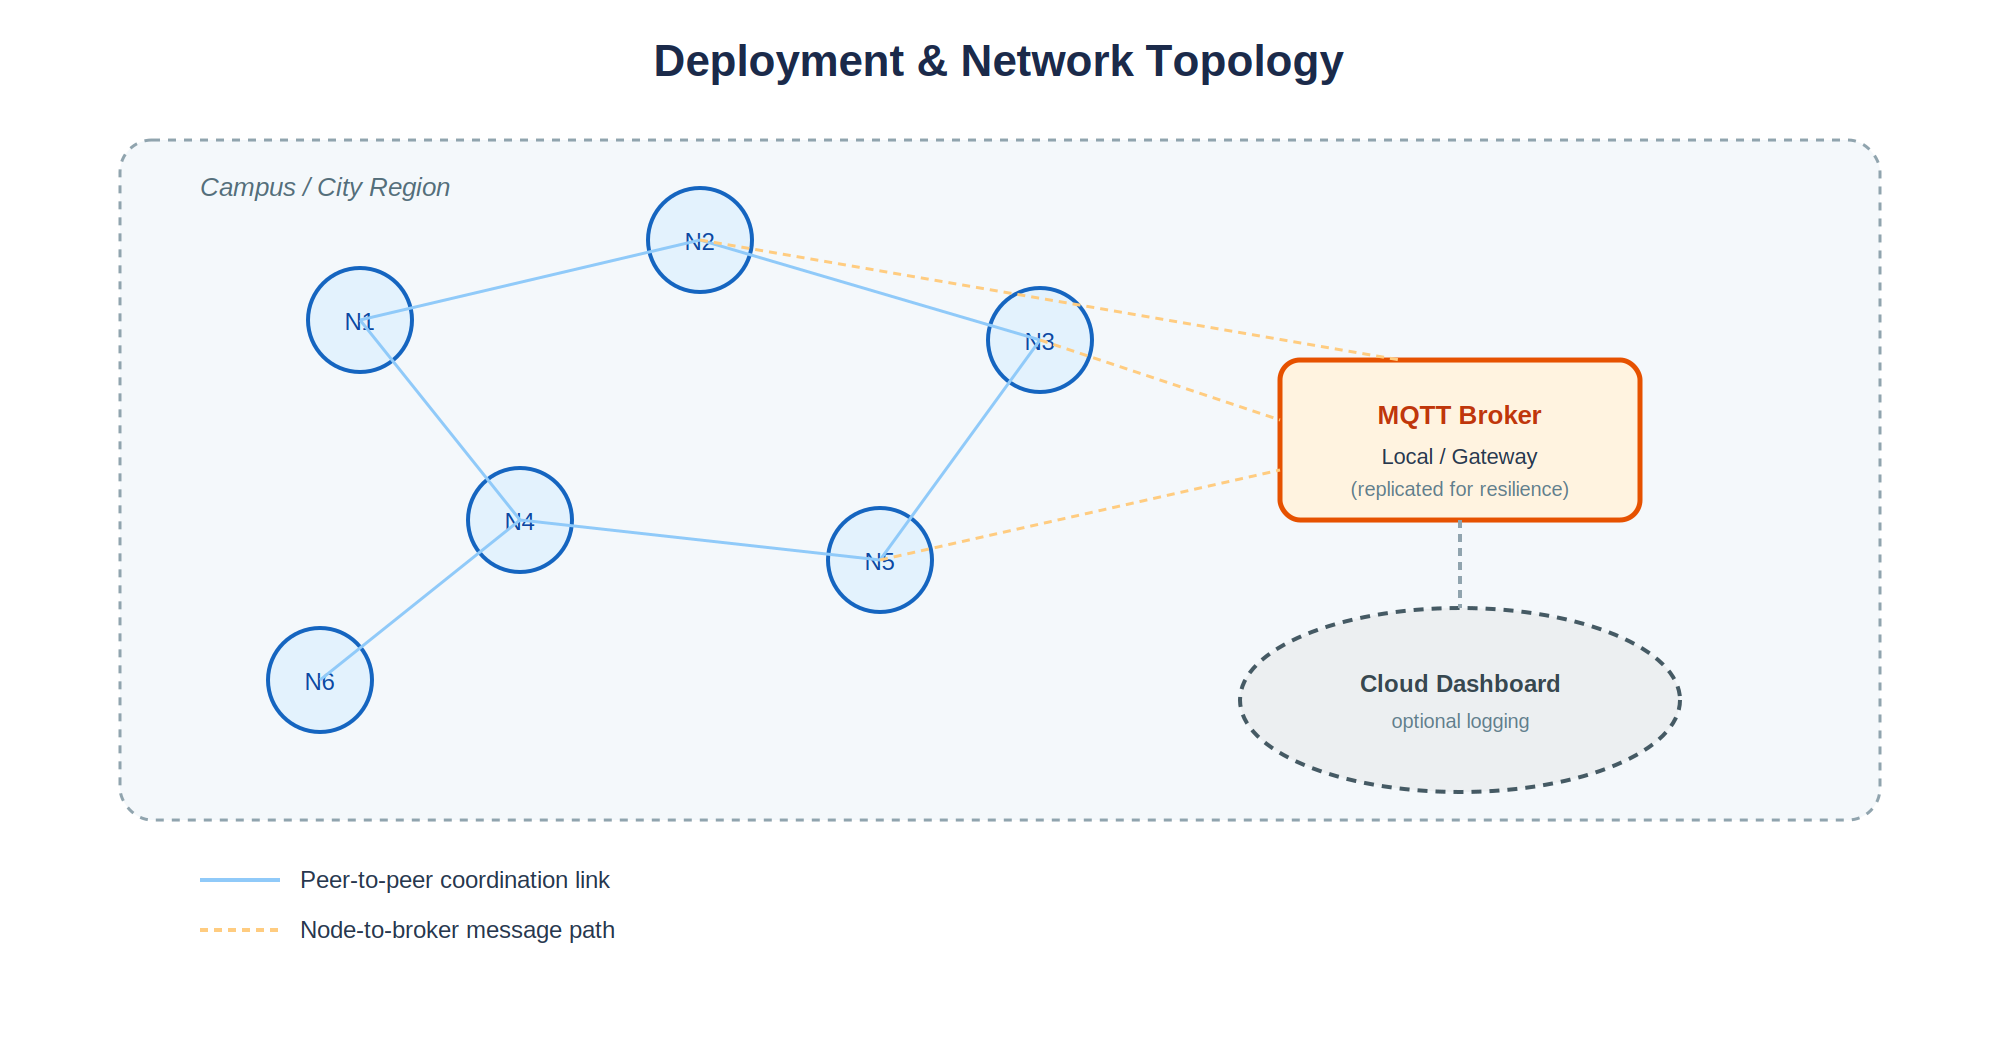 Deployment & Network Topology
Campus / City Region
N2
N1
N3
MQTT Broker
Local / Gateway
(replicated for resilience)
N4
N5
N6
Cloud Dashboard
optional logging
Peer-to-peer coordination link
Node-to-broker message path